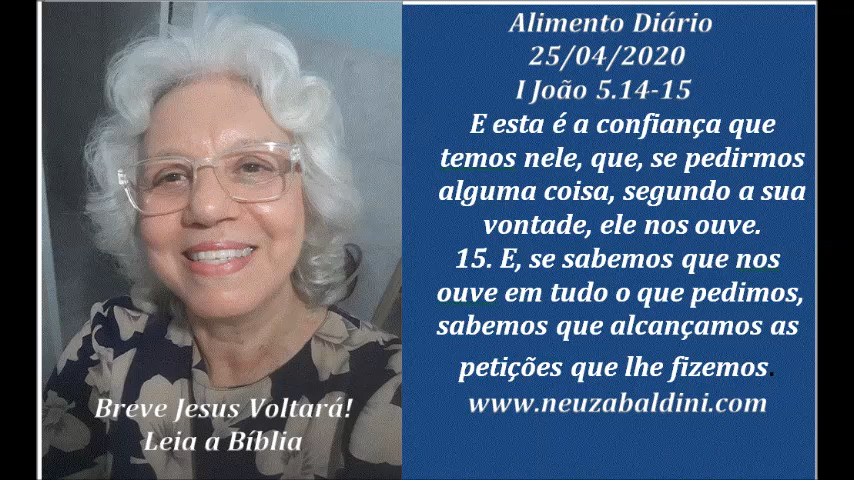 Alimento Diário
25/04/2020
I João 5.14-15
E esta é a confiança que
temos nele, que, se pedirmos
alguma coisa, segundo a sua
vontade, ele nos ouve.
15. E, se sabemos que nos
ouve em tudo o que pedimos,
sabemos que alcançamos as
petições que lhe fizemos.
www.neuzabaldini.com
Breve Jesus Voltará!
Leia a Bíblia